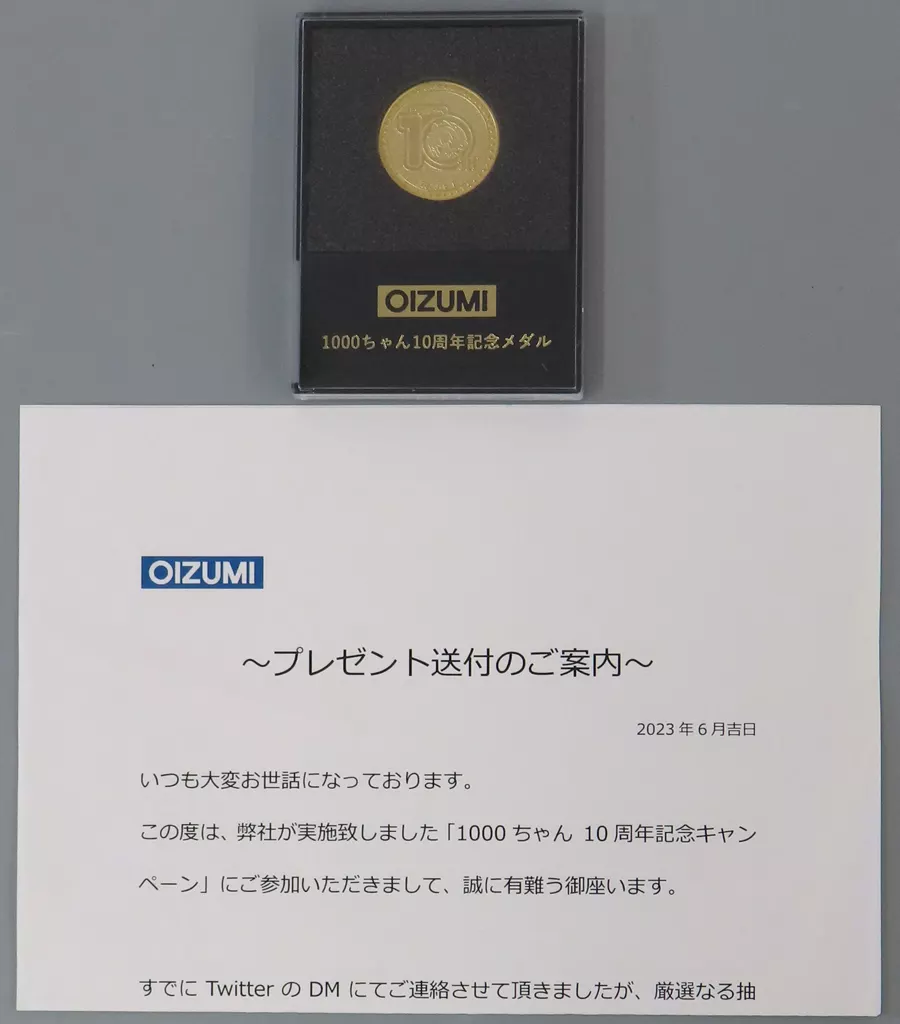 10th
OIZUMI
1000ちゃん10周年記念メダル
OIZUMI
～プレゼント送付のご案内～
2023年6月吉日
いつも大変お世話になっております。
この度は、弊社が実施致しました「1000ちゃん 10周年記念キャン
ペーン」にご参加いただきまして、誠に有難う御座います。
すでに Twitter の DM にてご連絡させて頂きましたが、厳選なる抽